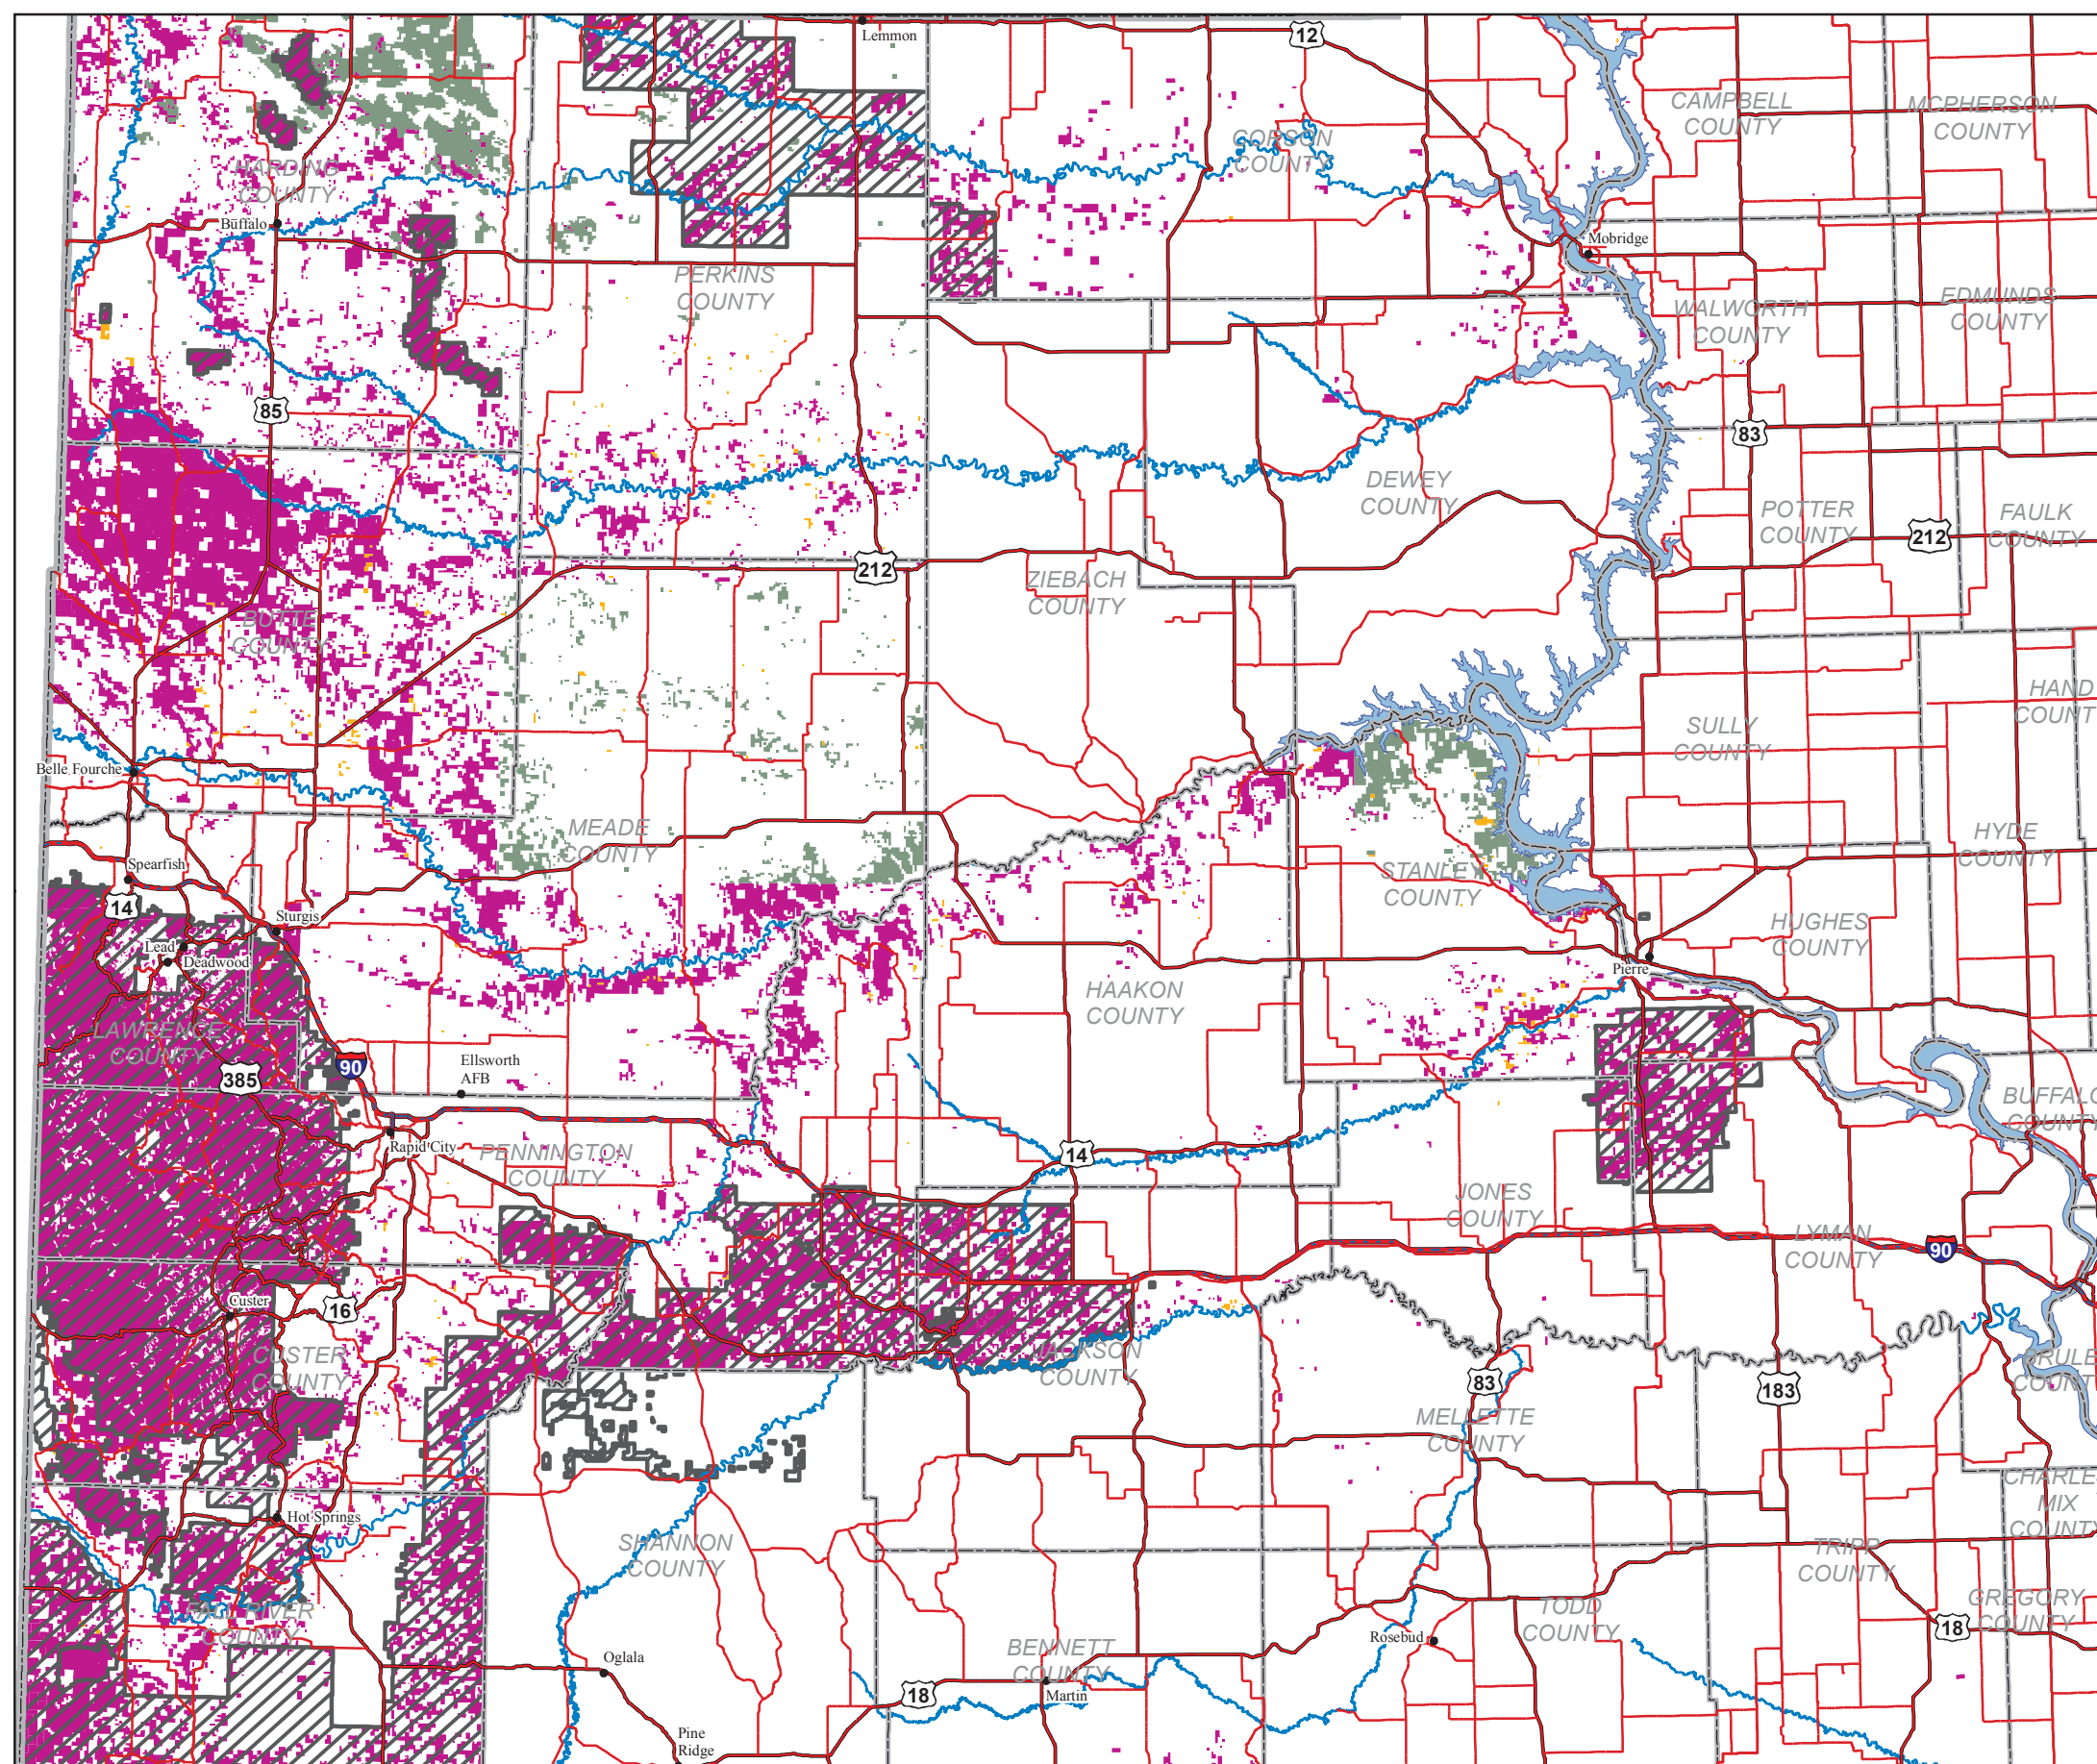 Lemmon
12
CAMPBELL
COUNTY
MCPHERSON
COUNTY
CORSON
COUNTY
HARDING
COUNTY
Buffalo
Mobridge
PERKINS
COUNTY
WALWORTH
COUNTY
EDMUNDS
COUNTY
85
83
DEWEY
COUNTY
POTTER
COUNTY
212
FAULK
COUNTY
212
ZIEBACH
COUNTY
BUTTE
COUNTY
HAND
COUNT
SULLY
COUNTY
Belle Fourche
MEADE
COUNTY
HYDE
COUNTY
Spearfish
14
STANLEY
COUNTY
Sturgis
HUGHES
COUNTY
Lead
Deadwood
Pierre
HAAKON
COUNTY
LAWRENCE
COUNTY
385
90
Ellsworth
AFB
BUFFALO
COUNTY
Rapid City
PENNINGTON
COUNTY
14
JONES
COUNTY
LYMAN
COUNTY
90
Custer
16
CUSTER
COUNTY
JACKSON
COUNTY
83
183
BRULE
COUNT
MELLETTE
COUNTY
CHARLE
MIX
COUNTY
Hot Springs
SHANNON
COUNTY
TRIPP
COUNTY
FALL RIVER
COUNTY
TODD
COUNTY
GREGORY
COUNTY
18
Rosebud
Oglala
BENNETT
COUNTY
18
Martin
Pine
Ridge